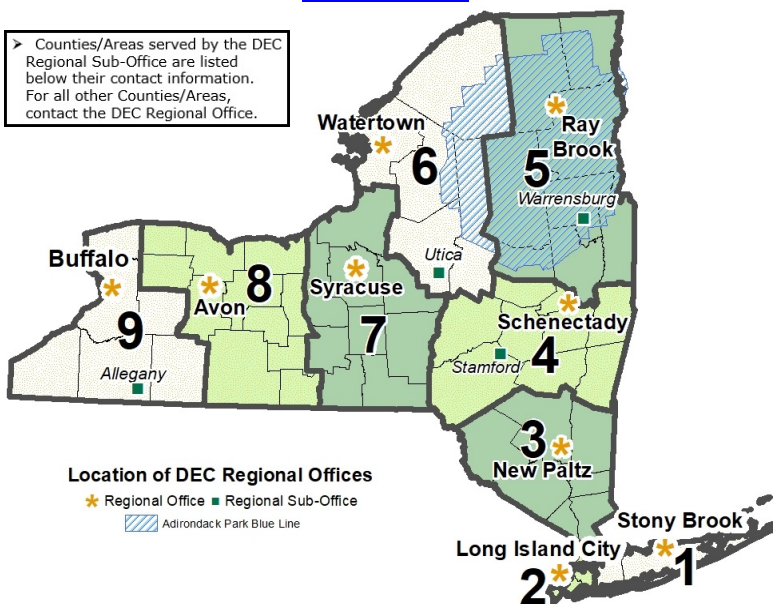 ➢ Counties/Areas served by the DEC
Regional Sub-Office are listed
below their contact information.
For all other Counties/Areas,
contact the DEC Regional Office.
Watertown
6
Ray
Brook
5
Warrensburg
Utica
Buffalo
9
Allegany
Avon
8
Syracuse
7
Schenectady
4
Stamford
3
New Paltz
Stony Brook
1
Long Island City
2
Location of DEC Regional Offices
Regional Office
Regional Sub-Office
Adirondack Park Blue Line